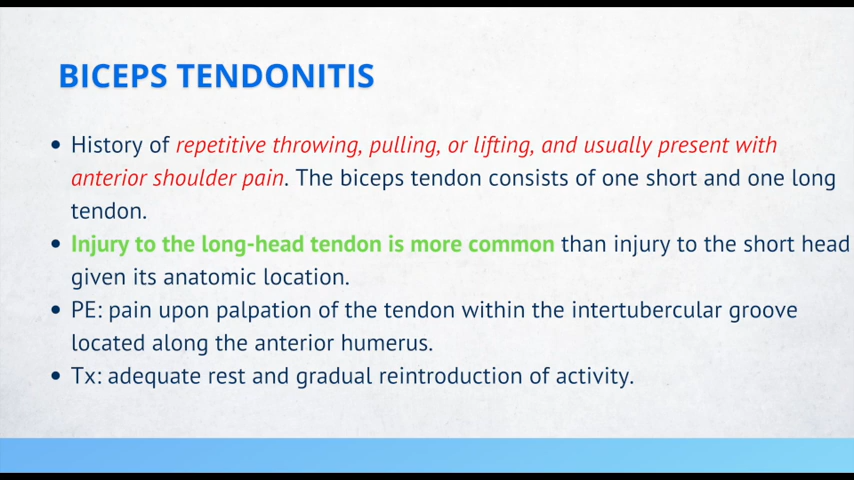 BICEPS TENDONITIS
• History of repetitive throwing, pulling, or lifting, and usually present with
anterior shoulder pain. The biceps tendon consists of one short and one long
tendon.
• Injury to the long-head tendon is more common than injury to the short head
given its anatomic location.
• PE: pain upon palpation of the tendon within the intertubercular groove
located along the anterior humerus.
• Tx: adequate rest and gradual reintroduction of activity.